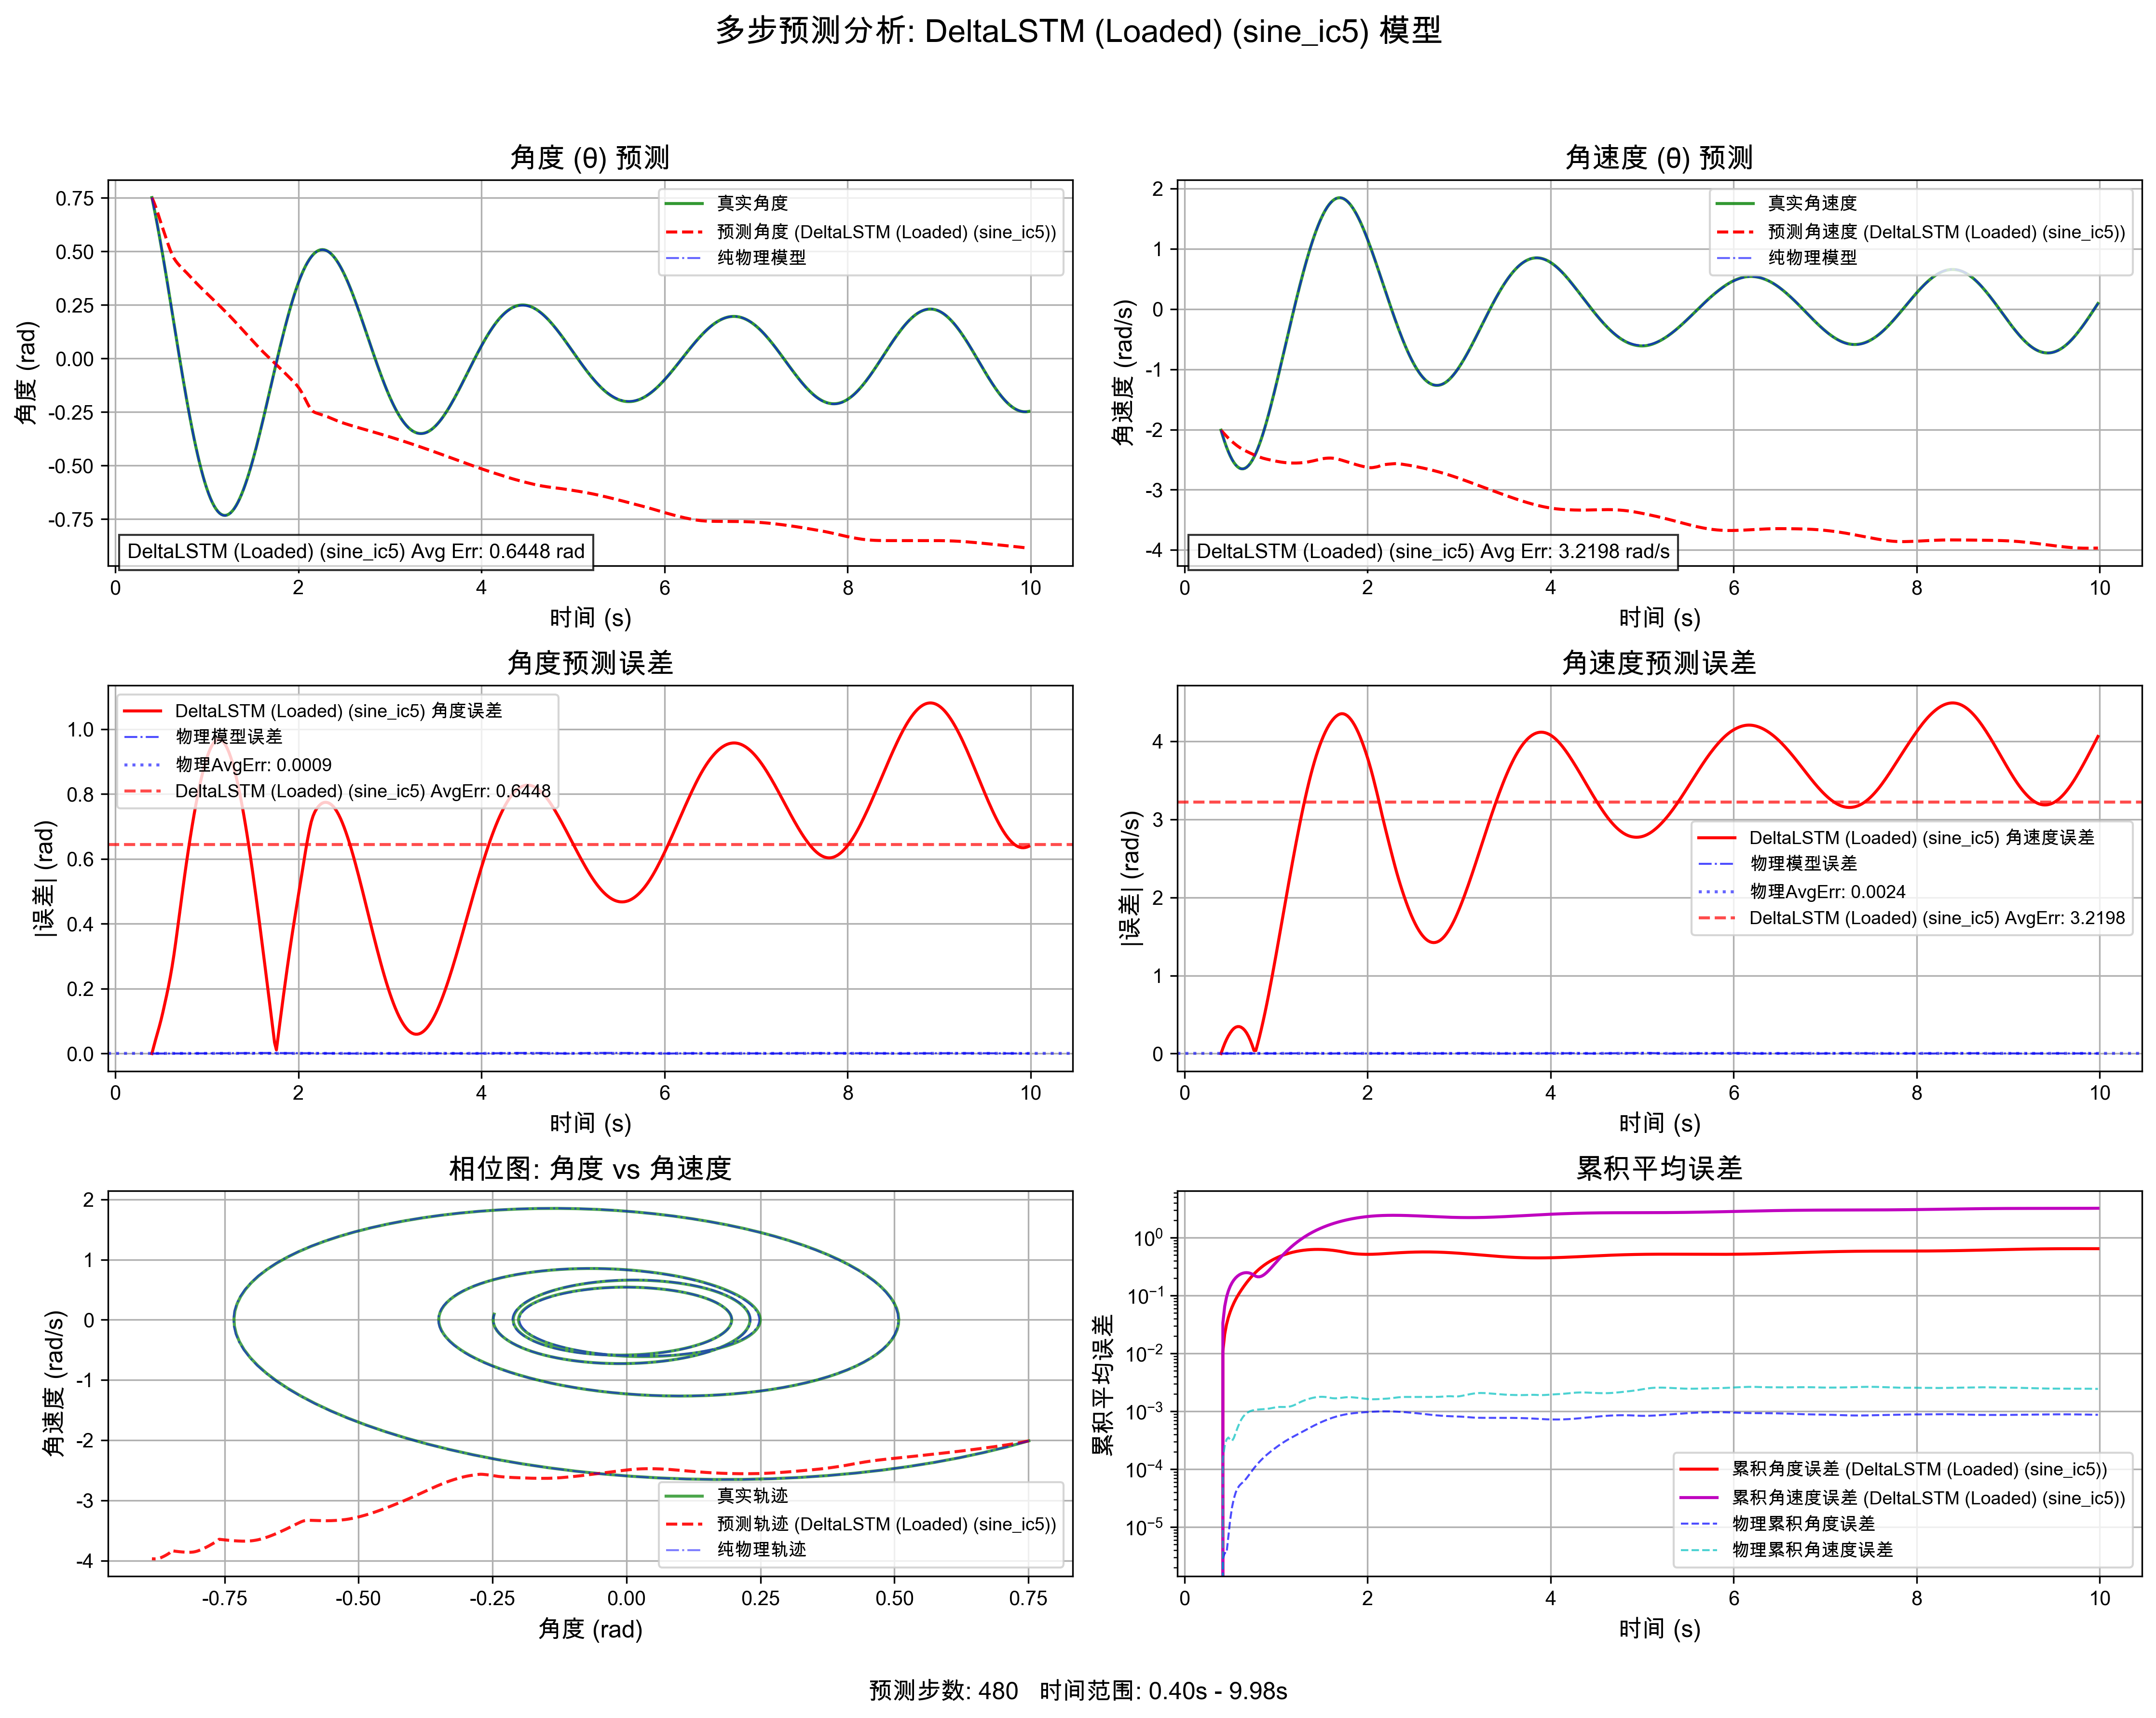 多步预测分析: DeltaLSTM (Loaded) (sine_ic5) 模型
角度 (θ) 预测
角度 (rad)
0.75
0.50
0.25
0.00
-0.25
-0.50
-0.75
真实角度
预测角度 (DeltaLSTM (Loaded) (sine_ic5))
纯物理模型
DeltaLSTM (Loaded) (sine_ic5) Avg Err: 0.6448 rad
0 2 4 6 8 10
时间 (s)
角速度 (θ) 预测
角速度 (rad/s)
2
1
0
-1
-2
-3
-4
真实角速度
预测角速度 (DeltaLSTM (Loaded) (sine_ic5))
纯物理模型
DeltaLSTM (Loaded) (sine_ic5) Avg Err: 3.2198 rad/s
0 2 4 6 8 10
时间 (s)
角度预测误差
|误差| (rad)
1.0
0.8
0.6
0.4
0.2
0.0
DeltaLSTM (Loaded) (sine_ic5) 角度误差
物理模型误差
物理AvgErr: 0.0009
DeltaLSTM (Loaded) (sine_ic5) AvgErr: 0.6448
0 2 4 6 8 10
时间 (s)
角速度预测误差
|误差| (rad/s)
4
3
2
1
0
DeltaLSTM (Loaded) (sine_ic5) 角速度误差
物理模型误差
物理AvgErr: 0.0024
DeltaLSTM (Loaded) (sine_ic5) AvgErr: 3.2198
0 2 4 6 8 10
时间 (s)
相位图: 角度 vs 角速度
角速度 (rad/s)
2
1
0
-1
-2
-3
-4
真实轨迹
预测轨迹 (DeltaLSTM (Loaded) (sine_ic5))
纯物理轨迹
-0.75 -0.50 -0.25 0.00 0.25 0.50 0.75
角度 (rad)
累积平均误差
累积平均误差
10⁰
10⁻¹
10⁻²
10⁻³
10⁻⁴
10⁻⁵
累积角度误差 (DeltaLSTM (Loaded) (sine_ic5))
累积角速度误差 (DeltaLSTM (Loaded) (sine_ic5))
物理累积角度误差
物理累积角速度误差
0 2 4 6 8 10
时间 (s)
预测步数: 480 时间范围: 0.40s - 9.98s